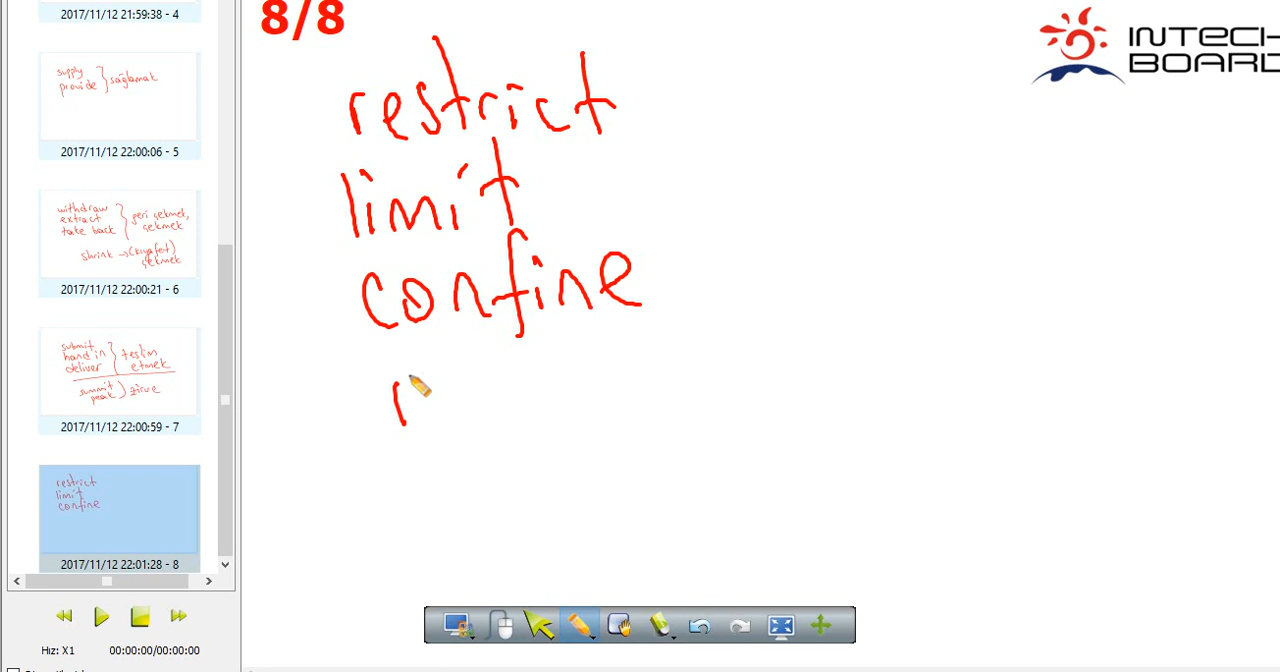 2017/11/12 21:59:38 - 4
supply
provide } sağlamak
2017/11/12 22:00:06 - 5
withdraw
extract
take back } geri çekmek,
çekmek
shrink → (kıyafet)
çekmek
2017/11/12 22:00:21 - 6
submit
hand in
deliver } teslim
etmek
summit
peak ) zirve
2017/11/12 22:00:59 - 7
restrict
limit
confine
2017/11/12 22:01:28 - 8
Hız: X1 00:00:00/00:00:00
8/8
restrict
limit
confine
INTECH
BOARD